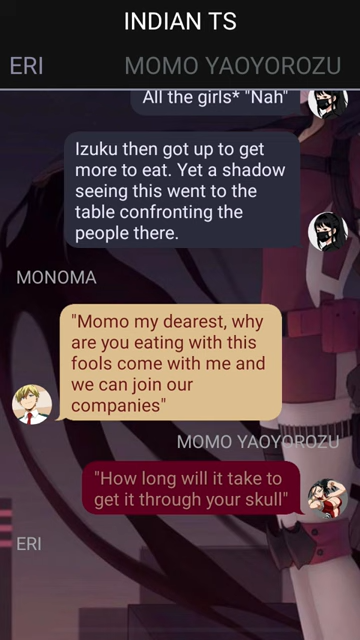 INDIAN TS
ERI MOMO YAOYOROZU
All the girls* "Nah"
Izuku then got up to get
more to eat. Yet a shadow
seeing this went to the
table confronting the
people there.
MONOMA
"Momo my dearest, why
are you eating with this
fools come with me and
we can join our
companies"
MOMO YAOYOROZU
"How long will it take to
get it through your skull"
ERI